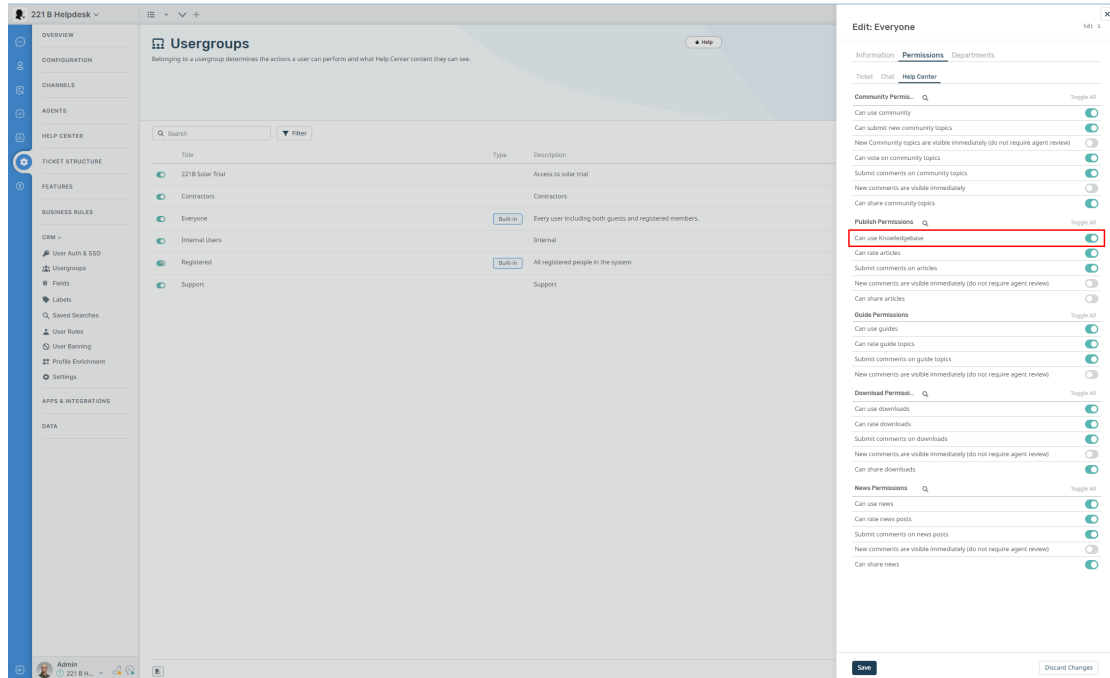 221 B Helpdesk
OVERVIEW
CONFIGURATION
CHANNELS
AGENTS
HELP CENTER
TICKET STRUCTURE
FEATURES
BUSINESS RULES
CRM
User Auth & SSO
Usergroups
Fields
Labels
Saved Searches
User Rules
User Banning
Profile Enrichment
Settings
APPS & INTEGRATIONS
DATA
Admin
221 B H...
Usergroups
Help
Belonging to a usergroup determines the actions a user can perform and what Help Center content they can see.
Search
Filter
Title Type Description
221B Solar Trial Access to solar trial
Contractors Contractors
Everyone Built-in Every user including both guests and registered members.
Internal Users Internal
Registered Built-in All registered people in the system
Support Support
Edit: Everyone
Information Permissions Departments
Ticket Chat Help Center
Community Permis... Toggle All
Can use community
Can submit new community topics
New Community topics are visible immediately (do not require agent review)
Can vote on community topics
Submit comments on community topics
New comments are visible immediately
Can share community topics
Publish Permissions Toggle All
Can use Knowledgebase
Can rate articles
Submit comments on articles
New comments are visible immediately (do not require agent review)
Can share articles
Guide Permissions Toggle All
Can use guides
Can rate guide topics
Submit comments on guide topics
New comments are visible immediately (do not require agent review)
Download Permissi... Toggle All
Can use downloads
Can rate downloads
Submit comments on downloads
New comments are visible immediately (do not require agent review)
Can share downloads
News Permissions Toggle All
Can use news
Can rate news posts
Submit comments on news posts
New comments are visible immediately (do not require agent review)
Can share news
Save Discard Changes